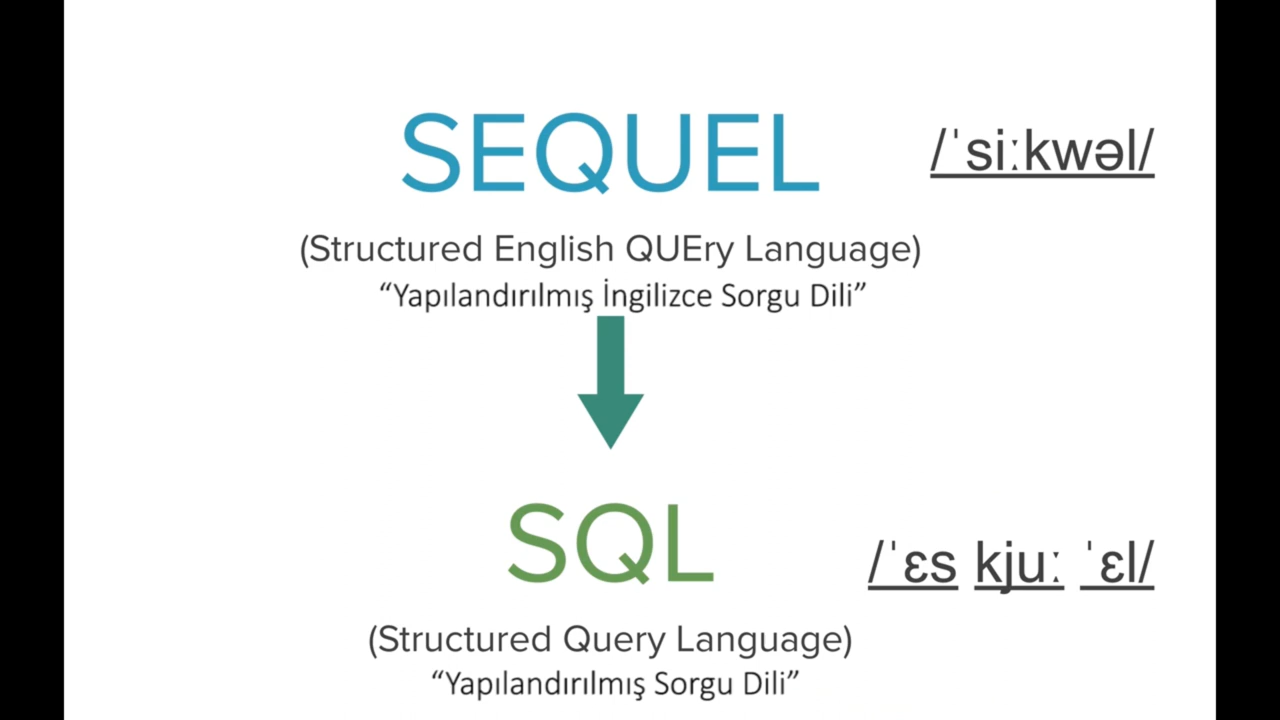 SEQUEL /ˈsiːkwəl/
(Structured English QUEry Language)
“Yapılandırılmış İngilizce Sorgu Dili”
SQL /ˈɛs kjuː ˈɛl/
(Structured Query Language)
“Yapılandırılmış Sorgu Dili”